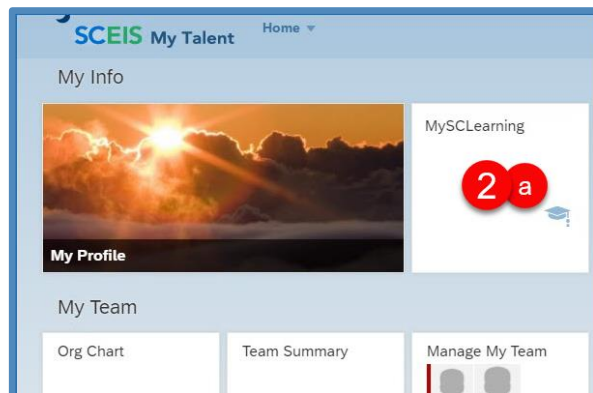 SCEIS My Talent
Home
My Info
MySCLearning
2 a
My Profile
My Team
Org Chart
Team Summary
Manage My Team